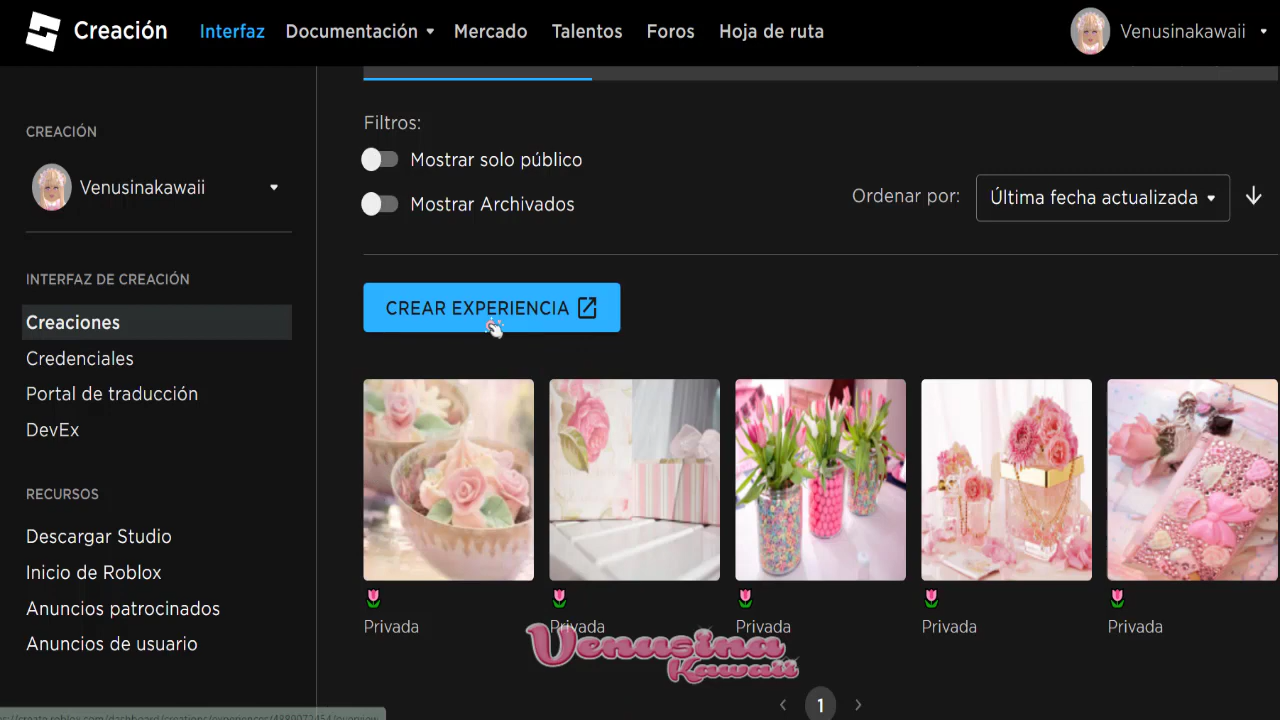 Creación
Interfaz
Documentación
Mercado
Talentos
Foros
Hoja de ruta
Venusinakawaii
CREACIÓN
Venusinakawaii
INTERFAZ DE CREACIÓN
Creaciones
Credenciales
Portal de traducción
DevEx
RECURSOS
Descargar Studio
Inicio de Roblox
Anuncios patrocinados
Anuncios de usuario
Filtros:
Mostrar solo público
Mostrar Archivados
Ordenar por:
Última fecha actualizada
CREAR EXPERIENCIA
Privada
Privada
Privada
Privada
Privada
Venusina
Kawaii
1